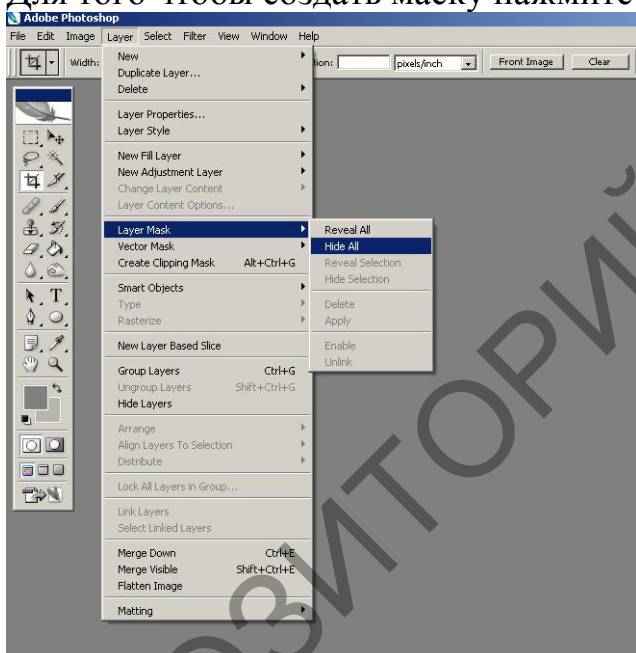 Для того чтобы создать маску нажмите
Adobe Photoshop
File Edit Image Layer Select Filter View Window Help
Width: tion: pixels/inch Front Image Clear
New
Duplicate Layer...
Delete
Layer Properties...
Layer Style
New Fill Layer
New Adjustment Layer
Change Layer Content
Layer Content Options...
Layer Mask
Reveal All
Vector Mask
Hide All
Create Clipping Mask Alt+Ctrl+G
Reveal Selection
Hide Selection
Smart Objects
Type
Delete
Rasterize
Apply
New Layer Based Slice
Enable
Unlink
Group Layers Ctrl+G
Ungroup Layers Shift+Ctrl+G
Hide Layers
Arrange
Align Layers To Selection
Distribute
Lock All Layers in Group...
Link Layers
Select Linked Layers
Merge Down Ctrl+E
Merge Visible Shift+Ctrl+E
Flatten Image
Matting
ОЗИТОРИЙ